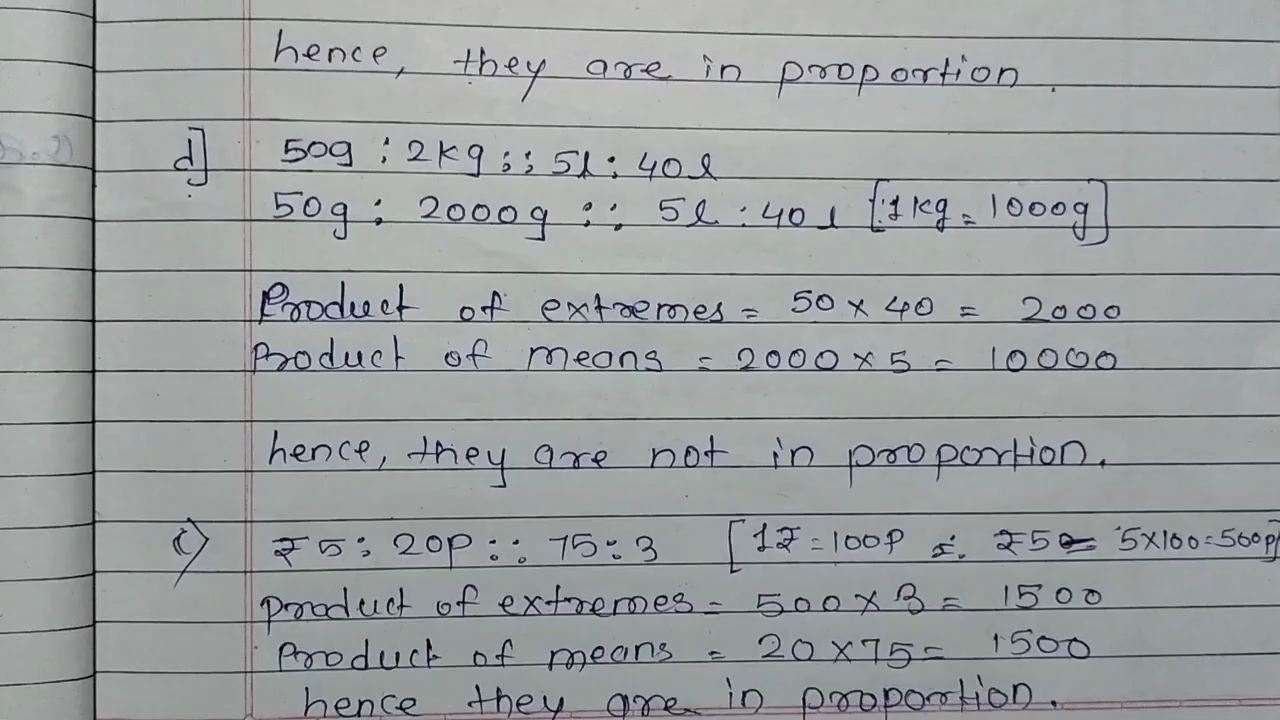 hence, they are in proportion.
d] 50g : 2kg :: 5l : 40l
50g : 2000g :: 5l : 40l [∵1kg = 1000g]
Product of extremes = 50 × 40 = 2000
Product of means = 2000 × 5 = 10000
hence, they are not in proportion.
c) ₹5 : 20p :: 75 : 3 [1₹ = 100p ∴ ₹5 = 5×100=500p]
product of extremes = 500 × 3 = 1500
Product of means = 20 × 75 = 1500
hence they are in proportion.